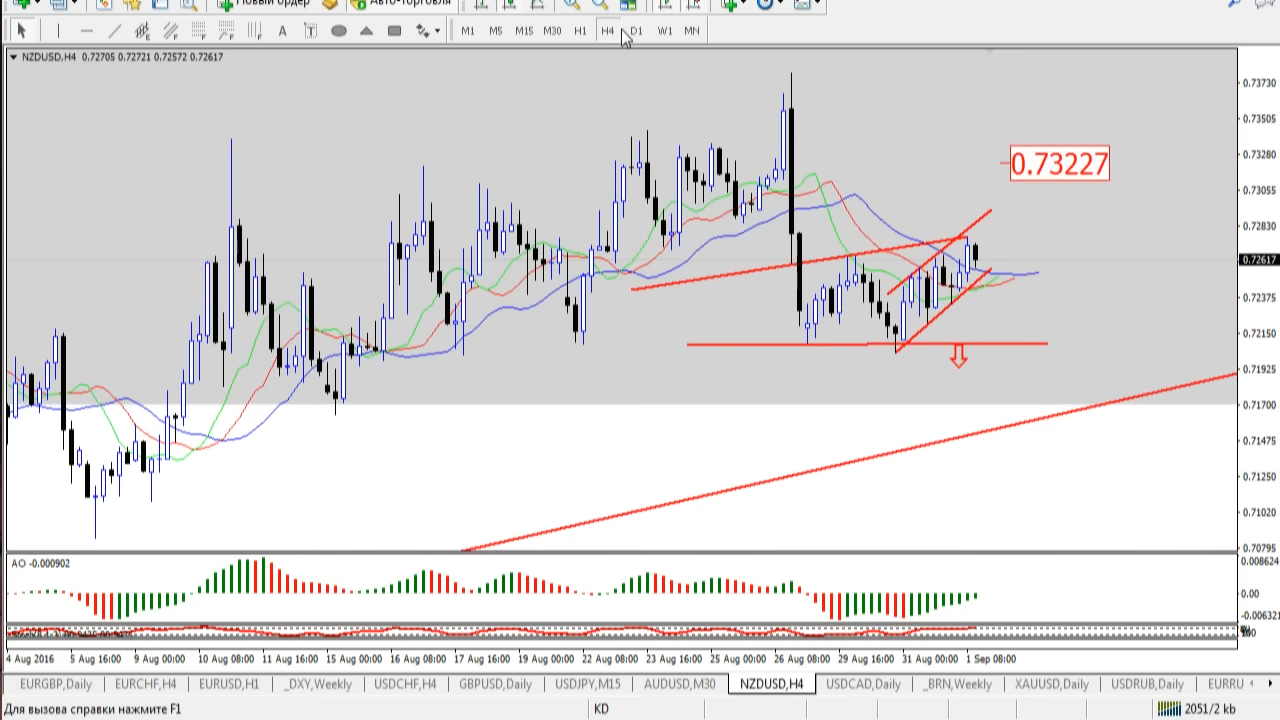 Новый ордер Авто-торговля
A T M1 M5 M15 M30 H1 H4 D1 W1 MN
NZDUSD,H4 0.72705 0.72721 0.72572 0.72617
0.73730
0.73505
0.73280
0.73227
0.73055
0.72830
0.72617
0.72375
0.72150
0.71925
0.71700
0.71475
0.71250
0.71020
0.70795
AO -0.000902
0.008624
0.00
-0.006321
4 Aug 2016 5 Aug 16:00 9 Aug 00:00 10 Aug 08:00 11 Aug 16:00 15 Aug 00:00 16 Aug 08:00 17 Aug 16:00 19 Aug 00:00 22 Aug 08:00 23 Aug 16:00 25 Aug 00:00 26 Aug 08:00 29 Aug 16:00 31 Aug 00:00 1 Sep 08:00
EURGBP,Daily EURCHF,H4 EURUSD,H1 _DXY,Weekly USDCHF,H4 GBPUSD,Daily USDJPY,M15 AUDUSD,M30 NZDUSD,H4 USDCAD,Daily _BRN,Weekly XAUUSD,Daily USDRUB,Daily EURRU
Для вызова справки нажмите F1 KD 2051/2 kb